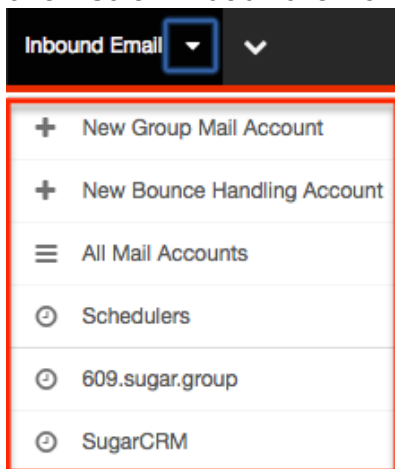 Inbound Email
New Group Mail Account
New Bounce Handling Account
All Mail Accounts
Schedulers
609.sugar.group
SugarCRM